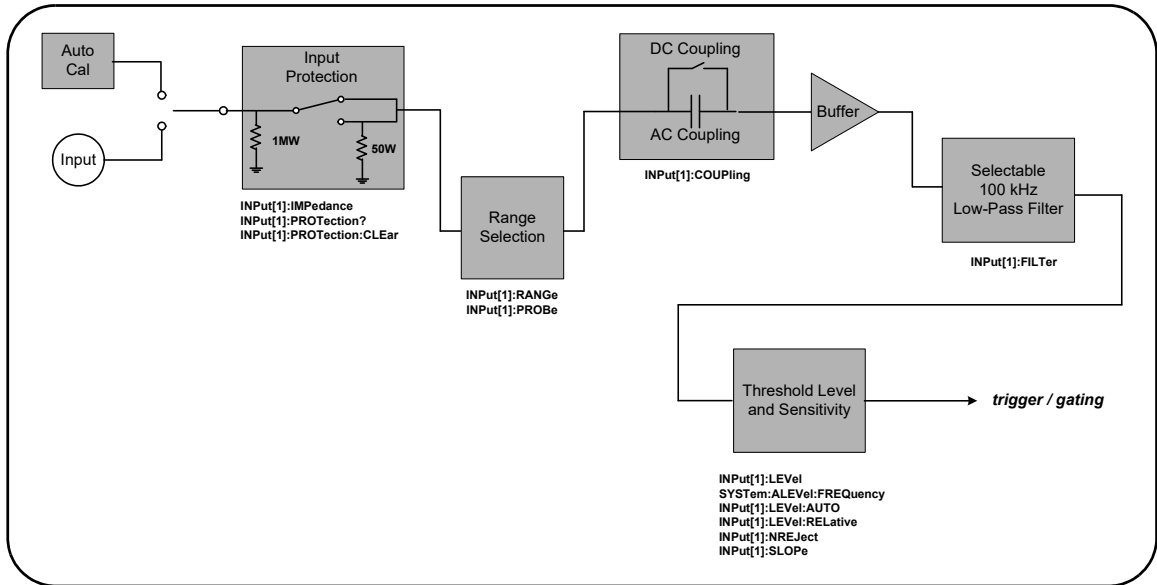 Auto
Cal
Input
Input
Protection
1MW
50W
INPut[1]:IMPedance
INPut[1]:PROTection?
INPut[1]:PROTection:CLEar
Range
Selection
INPut[1]:RANGe
INPut[1]:PROBe
DC Coupling
AC Coupling
INPut[1]:COUPling
Buffer
Selectable
100 kHz
Low-Pass Filter
INPut[1]:FILTer
Threshold Level
and Sensitivity
trigger / gating
INPut[1]:LEVel
SYSTem:ALEVel:FREQuency
INPut[1]:LEVel:AUTO
INPut[1]:LEVel:RELative
INPut[1]:NREJect
INPut[1]:SLOPe